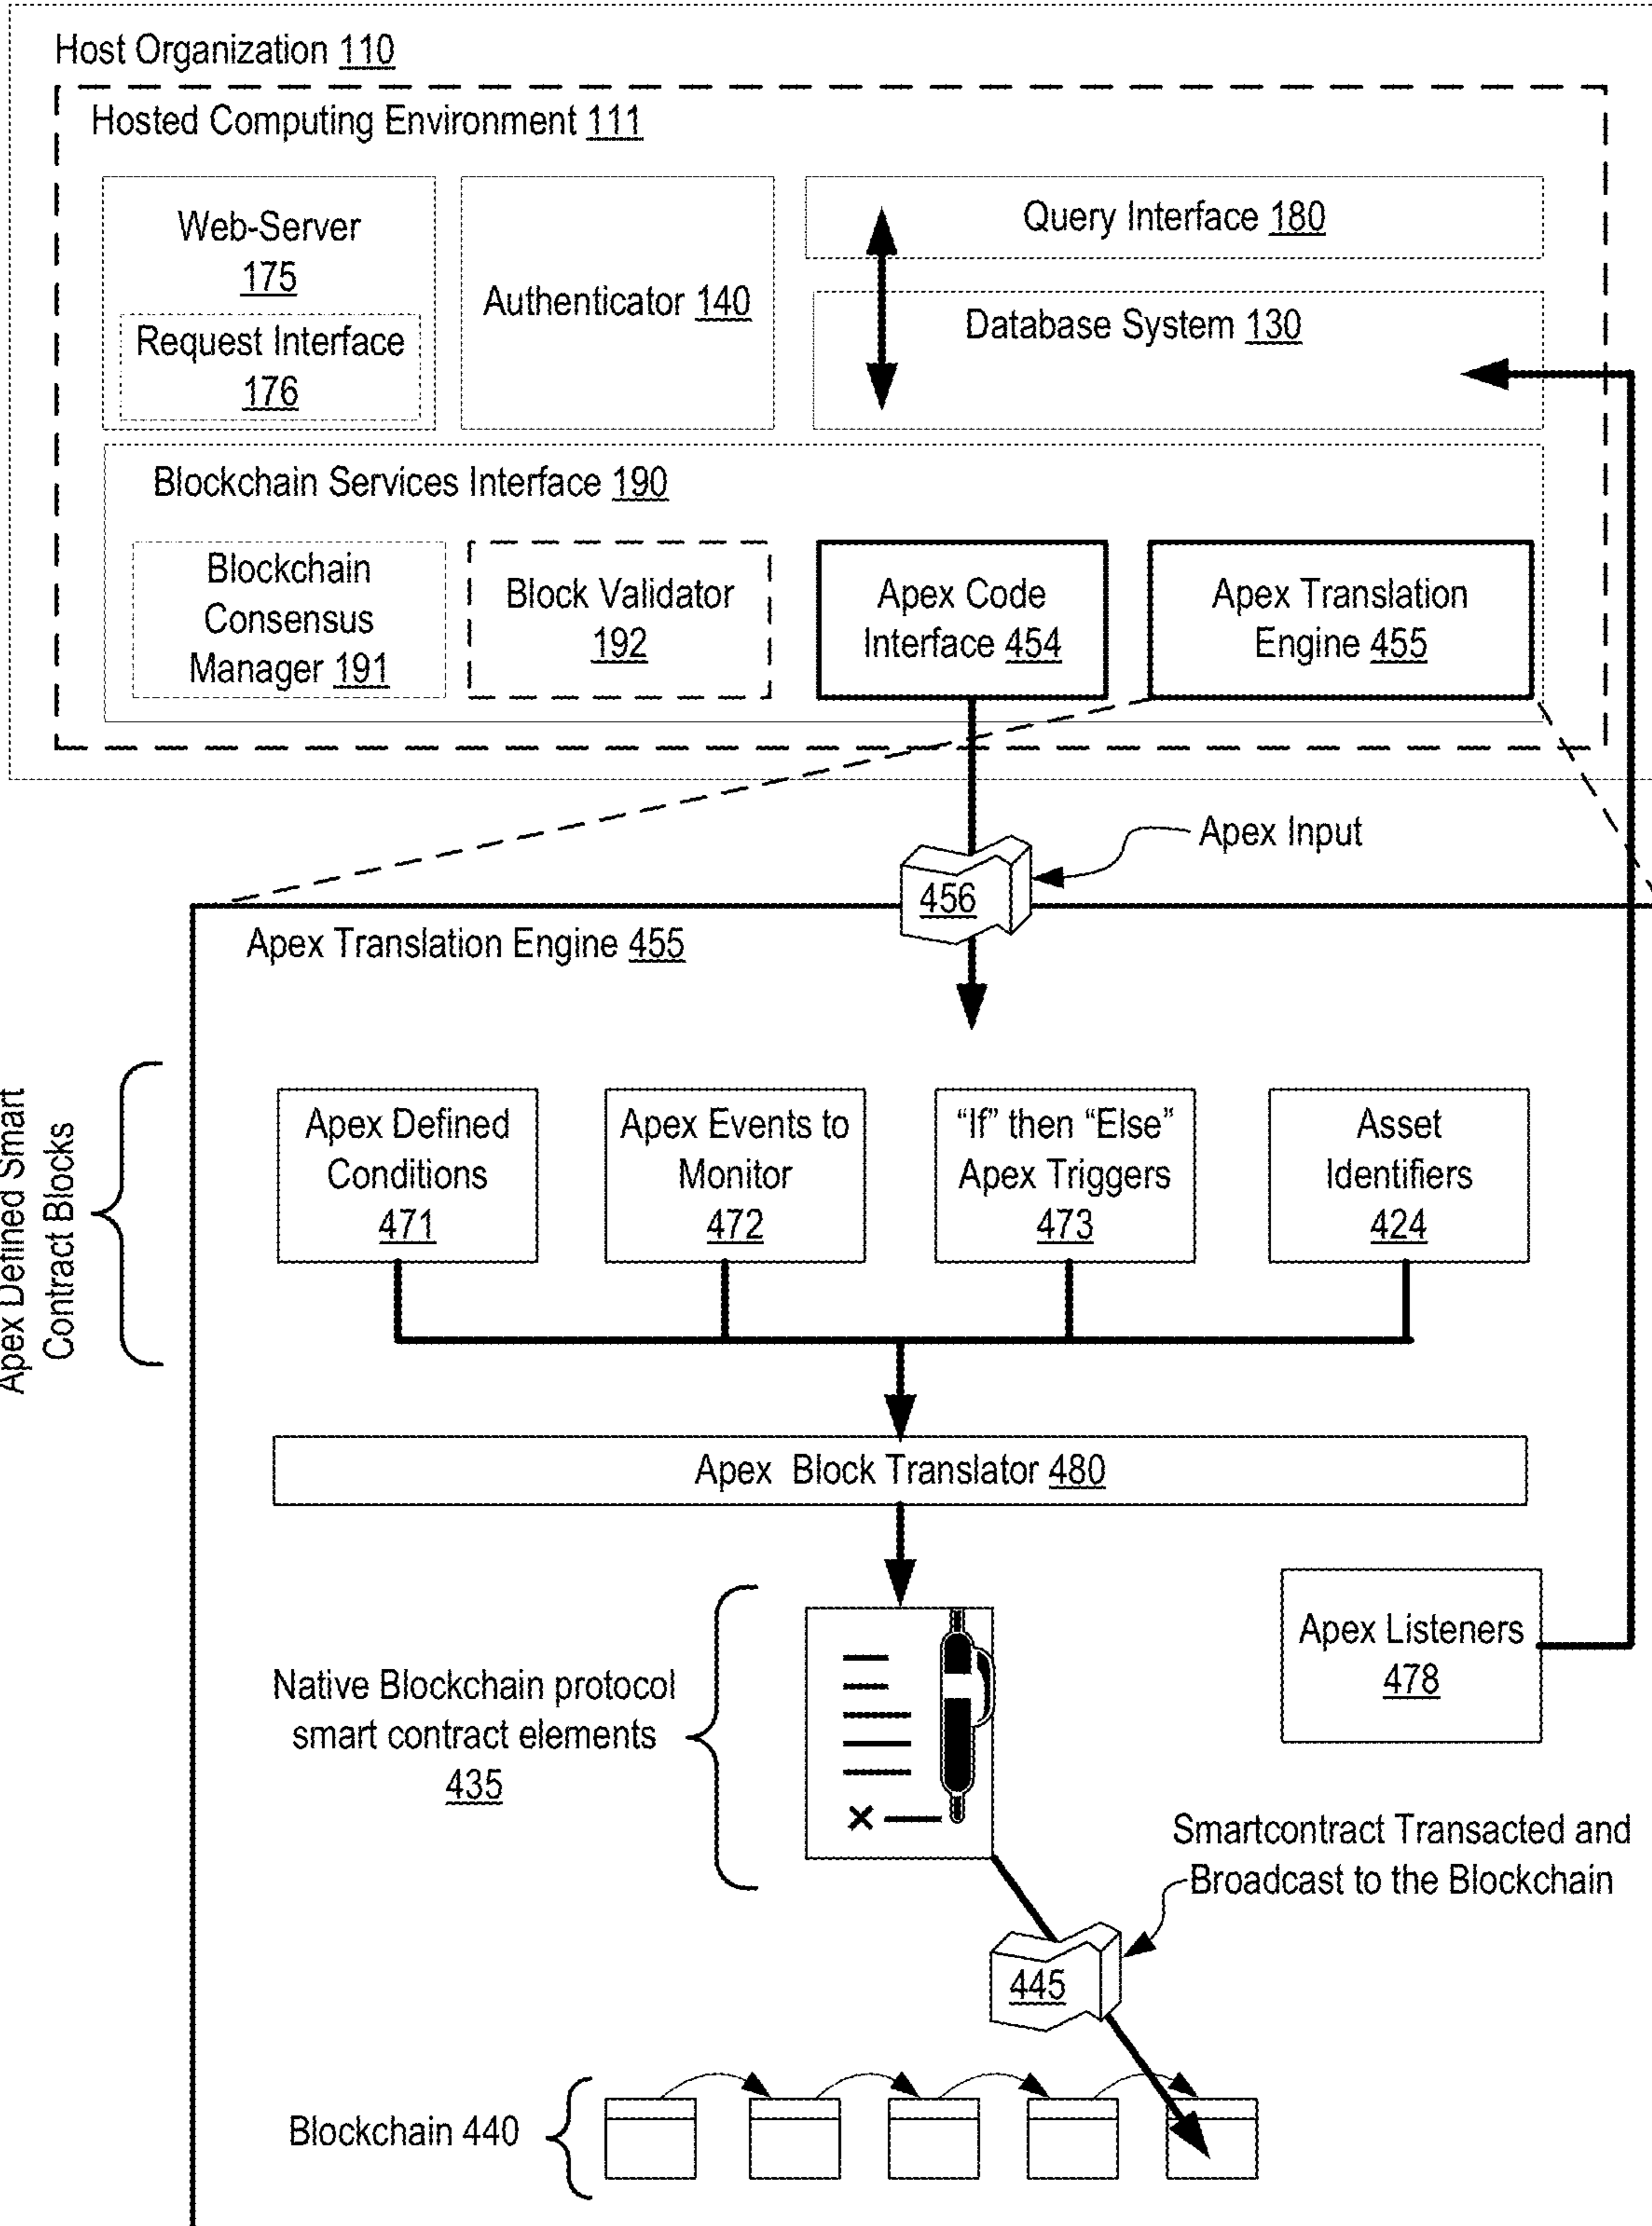 Host Organization 110
Hosted Computing Environment 111
Web-Server
175
Request Interface
176
Authenticator 140
Query Interface 180
Database System 130
Blockchain Services Interface 190
Blockchain
Consensus
Manager 191
Block Validator
192
Apex Code
Interface 454
Apex Translation
Engine 455
Apex Input
456
Apex Translation Engine 455
Apex Defined Smart
Contract Blocks
Apex Defined
Conditions
471
Apex Events to
Monitor
472
“If” then “Else”
Apex Triggers
473
Asset
Identifiers
424
Apex Block Translator 480
Native Blockchain protocol
smart contract elements
435
Apex Listeners
478
Smartcontract Transacted and
Broadcast to the Blockchain
445
Blockchain 440